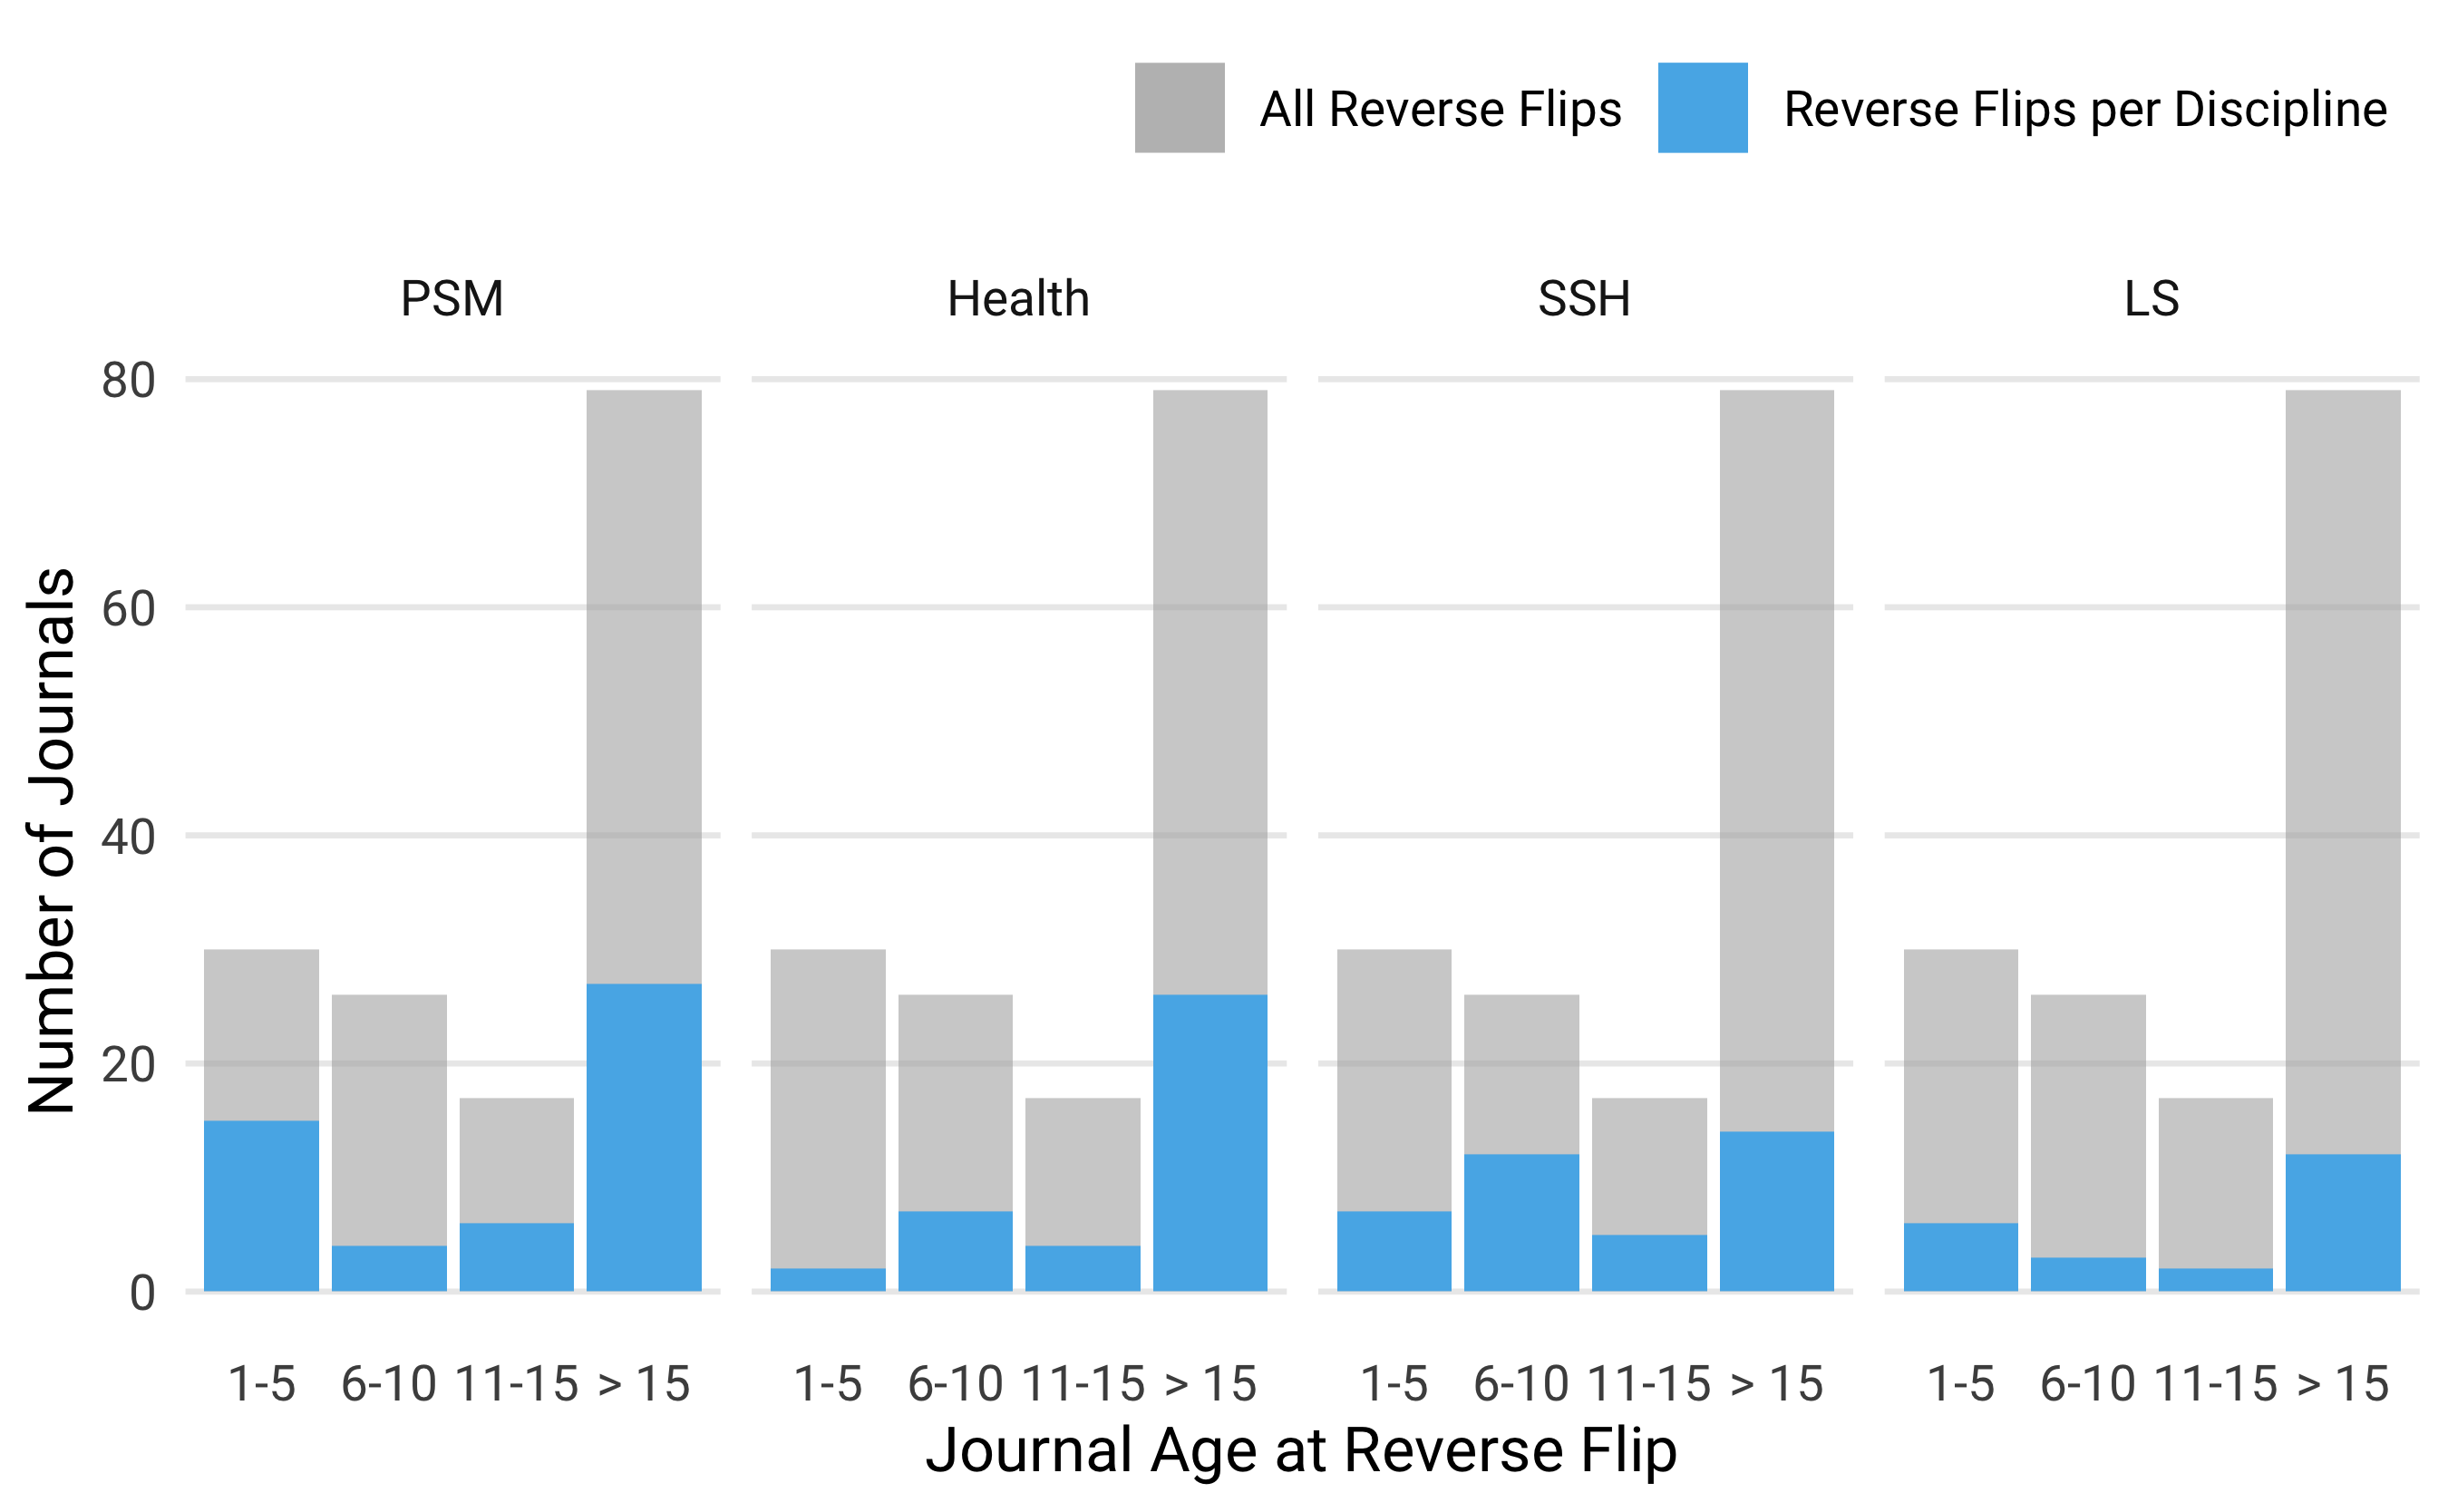 All Reverse Flips Reverse Flips per Discipline
PSM Health SSH LS
80
60
40
20
0
Number of Journals
1-5 6-10 11-15 > 15 1-5 6-10 11-15 > 15 1-5 6-10 11-15 > 15 1-5 6-10 11-15 > 15
Journal Age at Reverse Flip